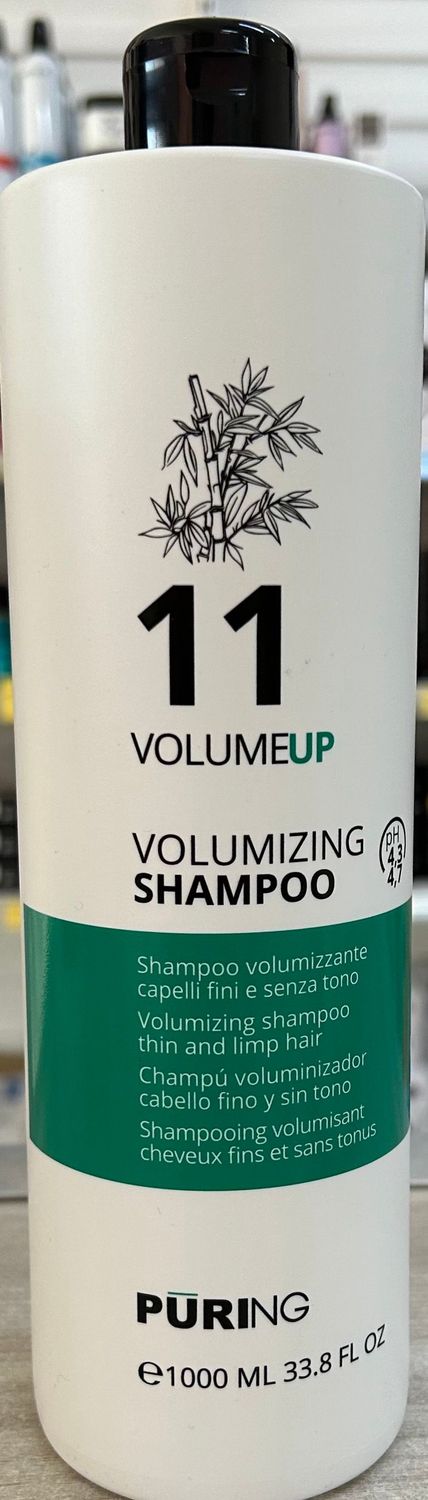 11
VOLUMEUP
VOLUMIZING
SHAMPOO
pH
4,3
4,7
Shampoo volumizzante
capelli fini e senza tono
Volumizing shampoo
thin and limp hair
Champú voluminizador
cabello fino y sin tono
Shampooing volumisant
cheveux fins et sans tonus
PŪRING
℮1000 ML 33.8 FL OZ